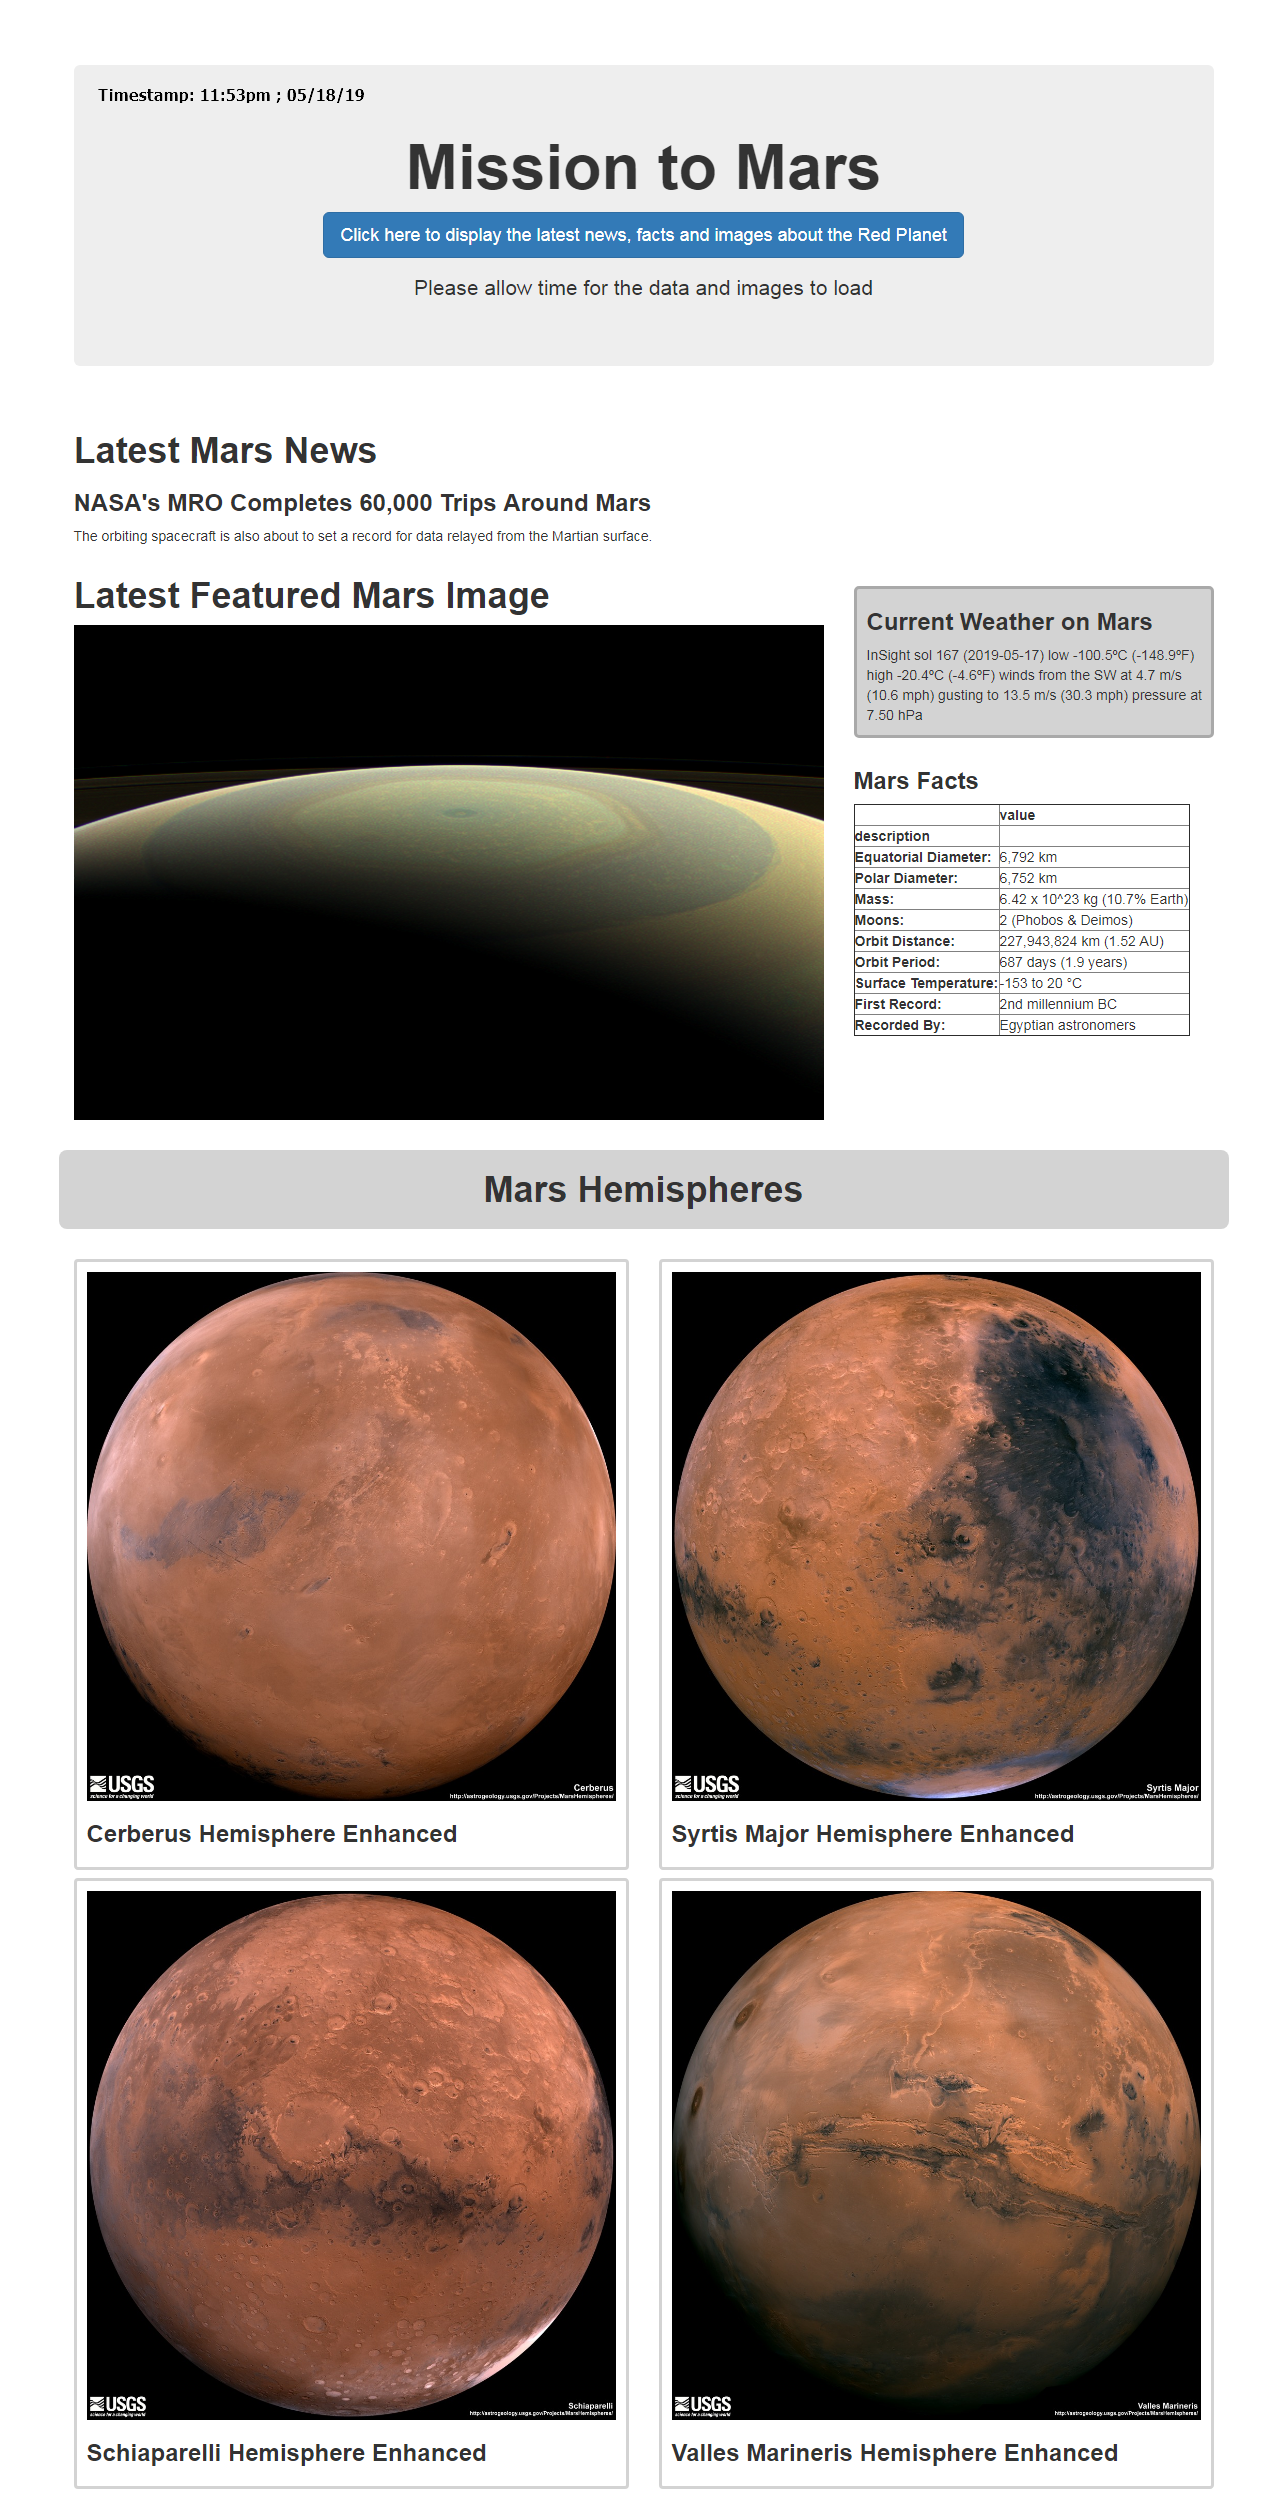 Timestamp: 11:53pm ; 05/18/19
Mission to Mars
Click here to display the latest news, facts and images about the Red Planet
Please allow time for the data and images to load
Latest Mars News
NASA's MRO Completes 60,000 Trips Around Mars
The orbiting spacecraft is also about to set a record for data relayed from the Martian surface.
Latest Featured Mars Image
Current Weather on Mars
InSight sol 167 (2019-05-17) low -100.5ºC (-148.9ºF)
high -20.4ºC (-4.6ºF) winds from the SW at 4.7 m/s
(10.6 mph) gusting to 13.5 m/s (30.3 mph) pressure at
7.50 hPa
Mars Facts
value
description
Equatorial Diameter: 6,792 km
Polar Diameter: 6,752 km
Mass: 6.42 x 10^23 kg (10.7% Earth)
Moons: 2 (Phobos & Deimos)
Orbit Distance: 227,943,824 km (1.52 AU)
Orbit Period: 687 days (1.9 years)
Surface Temperature: -153 to 20 °C
First Record: 2nd millennium BC
Recorded By: Egyptian astronomers
Mars Hemispheres
USGS
science for a changing world
Cerberus
http://astrogeology.usgs.gov/Projects/MarsHemispheres/
Cerberus Hemisphere Enhanced
USGS
science for a changing world
Syrtis Major
http://astrogeology.usgs.gov/Projects/MarsHemispheres/
Syrtis Major Hemisphere Enhanced
USGS
science for a changing world
Schiaparelli
http://astrogeology.usgs.gov/Projects/MarsHemispheres/
Schiaparelli Hemisphere Enhanced
USGS
science for a changing world
Valles Marineris
http://astrogeology.usgs.gov/Projects/MarsHemispheres/
Valles Marineris Hemisphere Enhanced